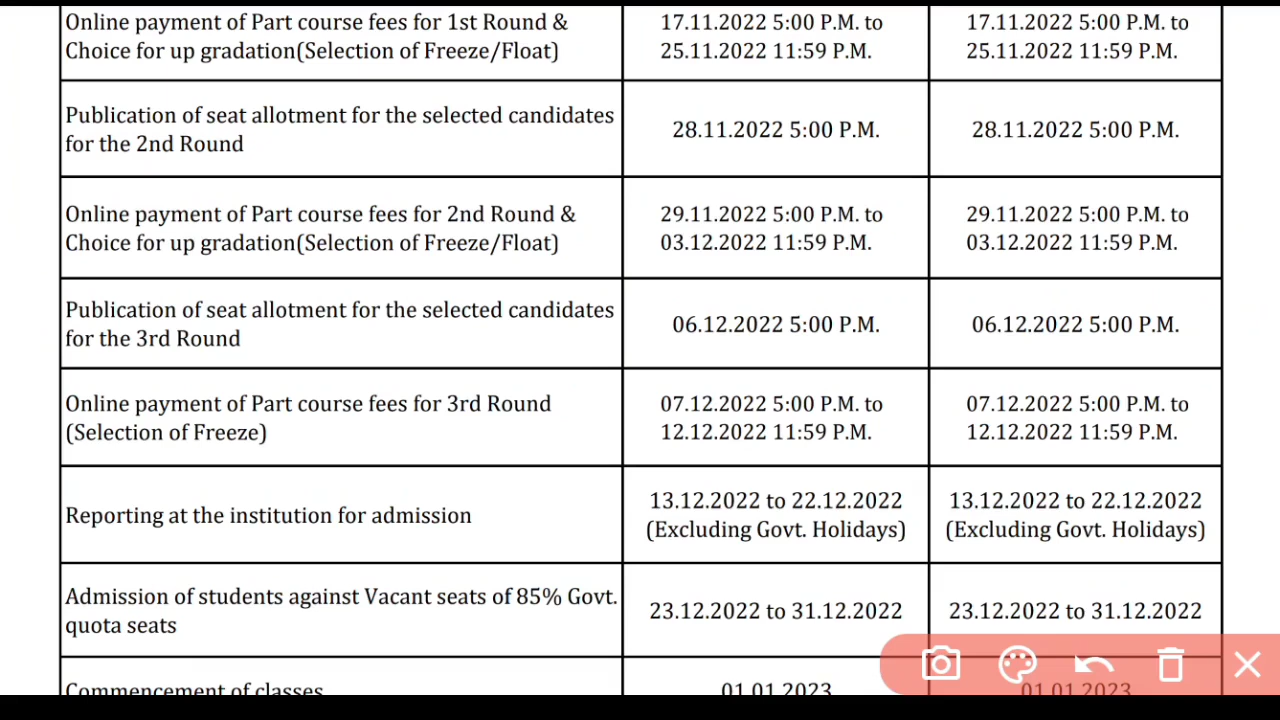 Online payment of Part course fees for 1st Round &
Choice for up gradation(Selection of Freeze/Float)
17.11.2022 5:00 P.M. to
25.11.2022 11:59 P.M.
17.11.2022 5:00 P.M. to
25.11.2022 11:59 P.M.
Publication of seat allotment for the selected candidates
for the 2nd Round
28.11.2022 5:00 P.M.
28.11.2022 5:00 P.M.
Online payment of Part course fees for 2nd Round &
Choice for up gradation(Selection of Freeze/Float)
29.11.2022 5:00 P.M. to
03.12.2022 11:59 P.M.
29.11.2022 5:00 P.M. to
03.12.2022 11:59 P.M.
Publication of seat allotment for the selected candidates
for the 3rd Round
06.12.2022 5:00 P.M.
06.12.2022 5:00 P.M.
Online payment of Part course fees for 3rd Round
(Selection of Freeze)
07.12.2022 5:00 P.M. to
12.12.2022 11:59 P.M.
07.12.2022 5:00 P.M. to
12.12.2022 11:59 P.M.
Reporting at the institution for admission
13.12.2022 to 22.12.2022
(Excluding Govt. Holidays)
13.12.2022 to 22.12.2022
(Excluding Govt. Holidays)
Admission of students against Vacant seats of 85% Govt.
quota seats
23.12.2022 to 31.12.2022
23.12.2022 to 31.12.2022
Commencement of classes
01.01.2023
01.01.2023